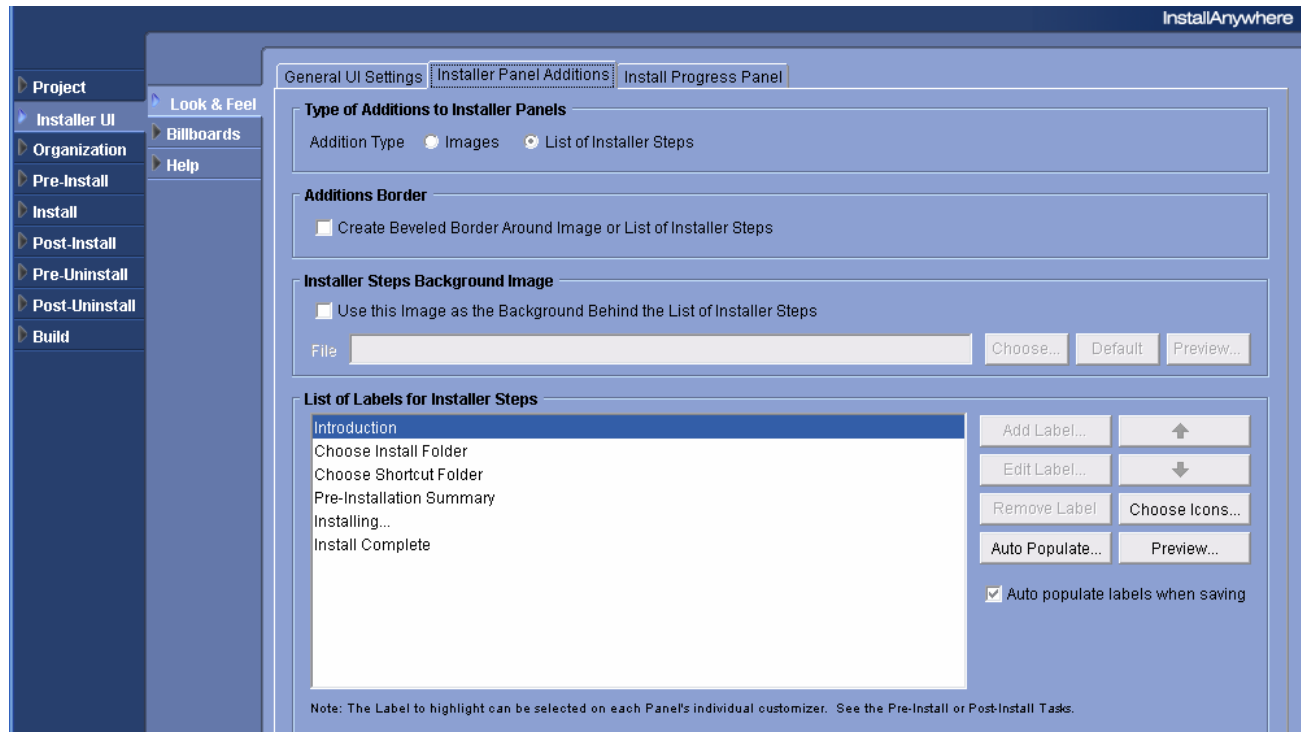 InstallAnywhere
Project
Installer UI
Organization
Pre-Install
Install
Post-Install
Pre-Uninstall
Post-Uninstall
Build
Look & Feel
Billboards
Help
General UI Settings Installer Panel Additions Install Progress Panel
Type of Additions to Installer Panels
Addition Type Images List of Installer Steps
Additions Border
Create Beveled Border Around Image or List of Installer Steps
Installer Steps Background Image
Use this Image as the Background Behind the List of Installer Steps
File Choose... Default Preview...
List of Labels for Installer Steps
Introduction
Choose Install Folder
Choose Shortcut Folder
Pre-Installation Summary
Installing...
Install Complete
Add Label...
Edit Label...
Remove Label Choose Icons...
Auto Populate... Preview...
Auto populate labels when saving
Note: The Label to highlight can be selected on each Panel's individual customizer. See the Pre-Install or Post-Install Tasks.